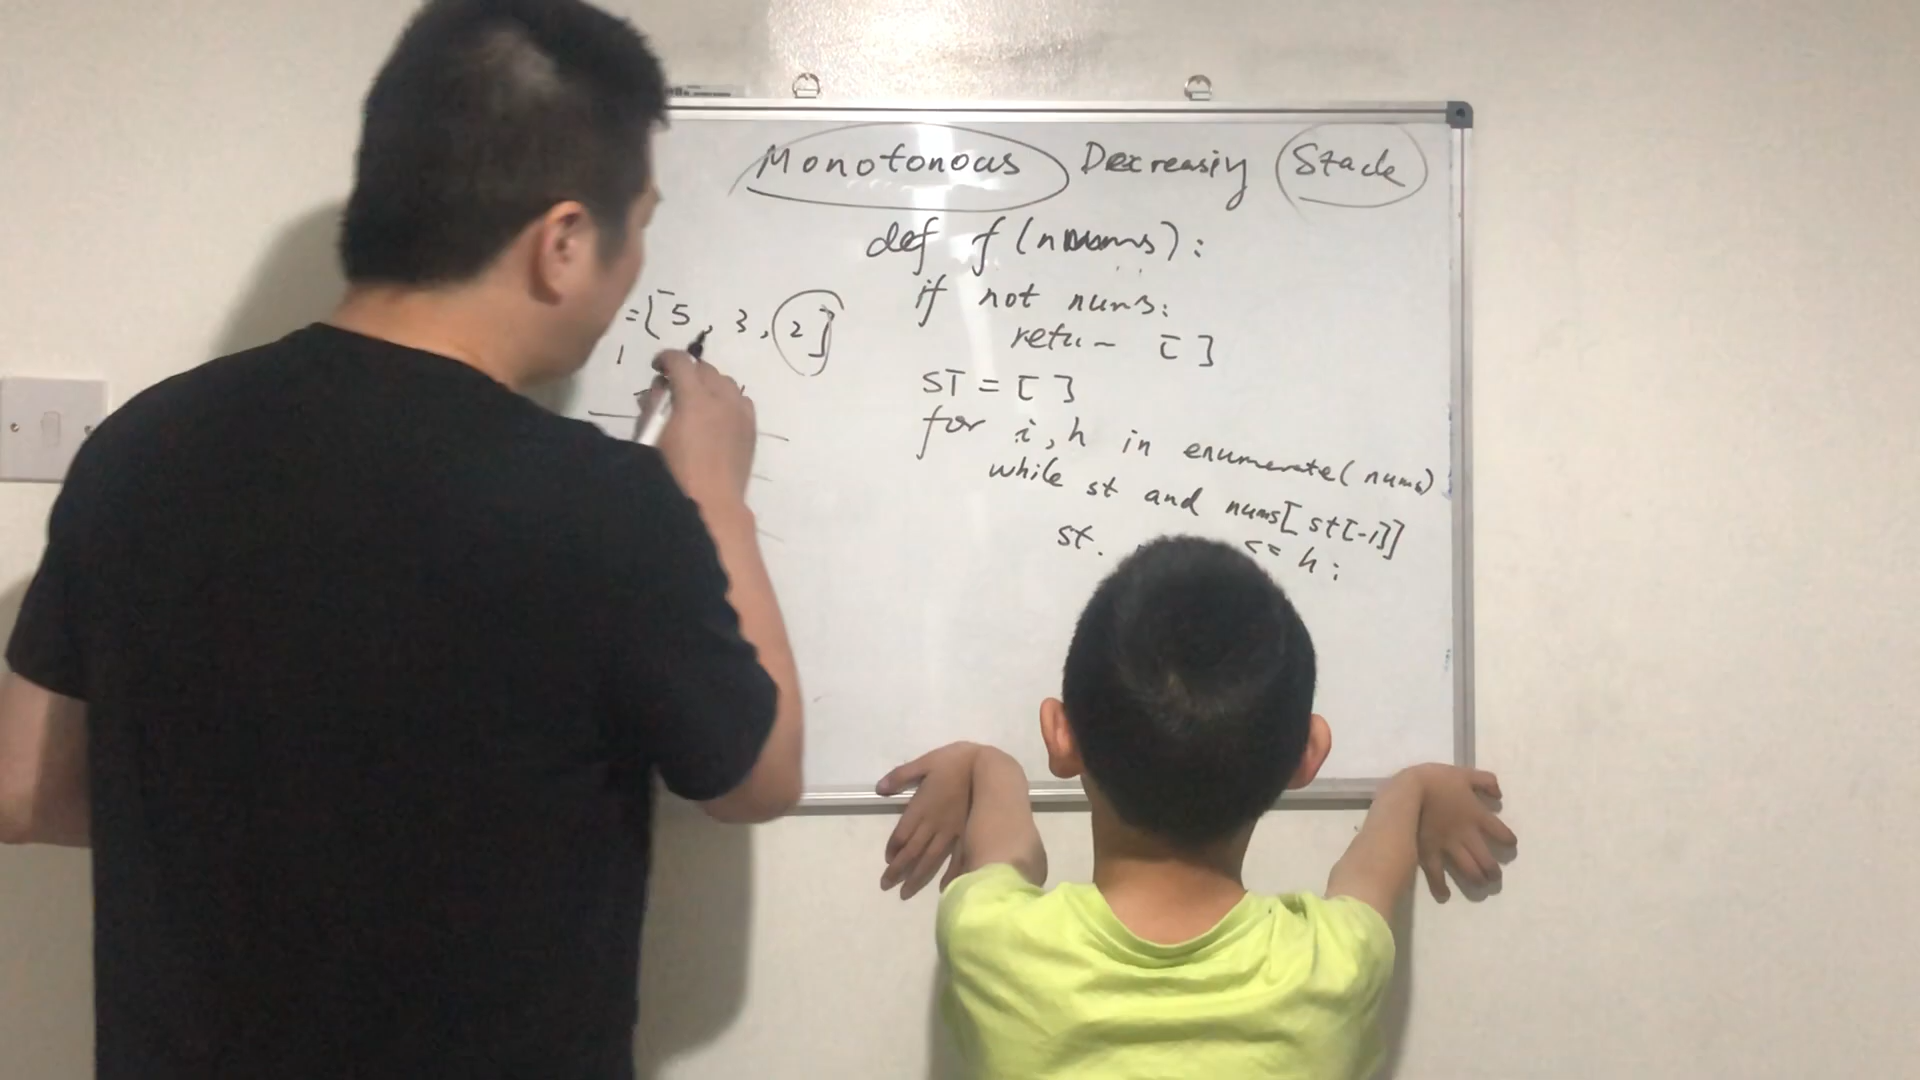 Monotonous Decreasing Stack
def f(nums):
if not nums:
return []
=[5, 3, 2]
1
ST = []
for i, h in enumerate(nums)
while st and nums[st[-1]]
<= h:
st.